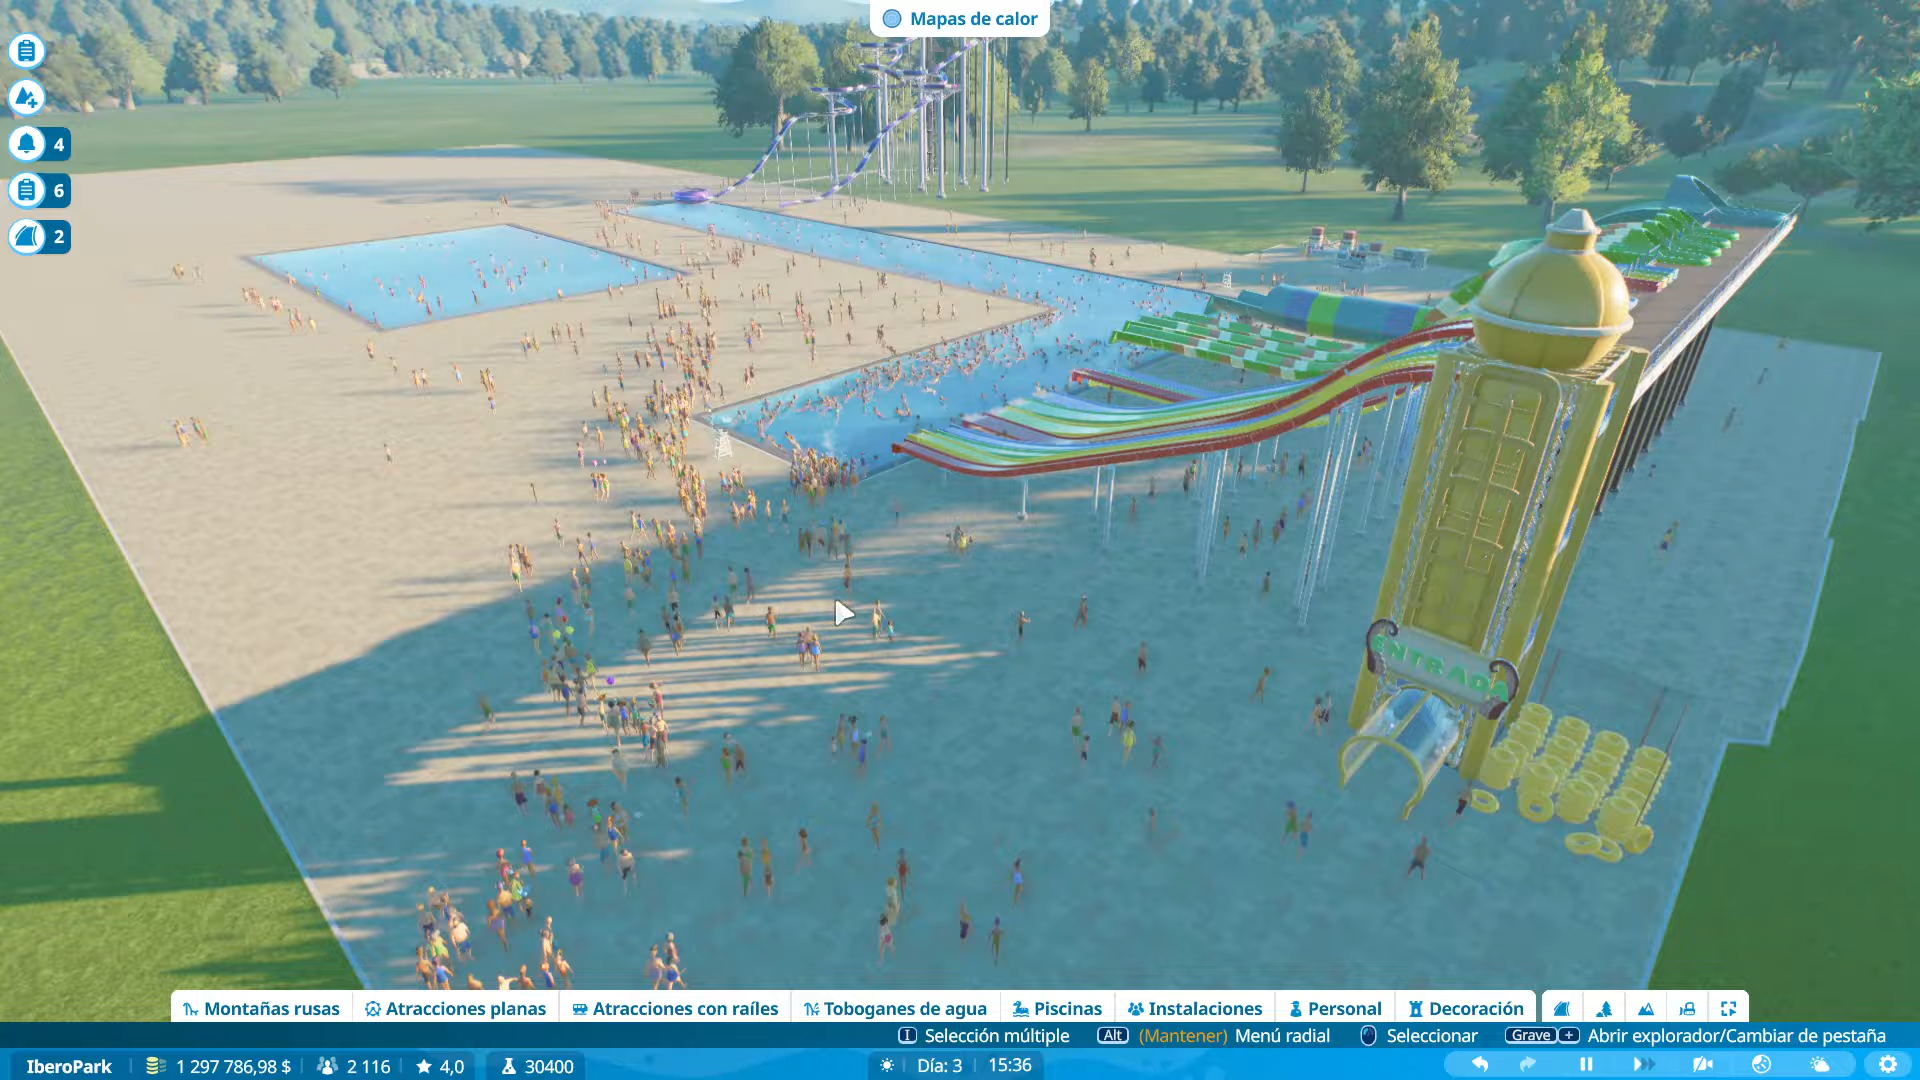 Mapas de calor
4
6
2
ENTRADA
Montañas rusas
Atracciones planas
Atracciones con raíles
Toboganes de agua
Piscinas
Instalaciones
Personal
Decoración
I Selección múltiple Alt (Mantener) Menú radial Seleccionar Grave + Abrir explorador/Cambiar de pestaña
IberoPark 1 297 786,98 $ 2 116 4,0 30400 Día: 3 15:36